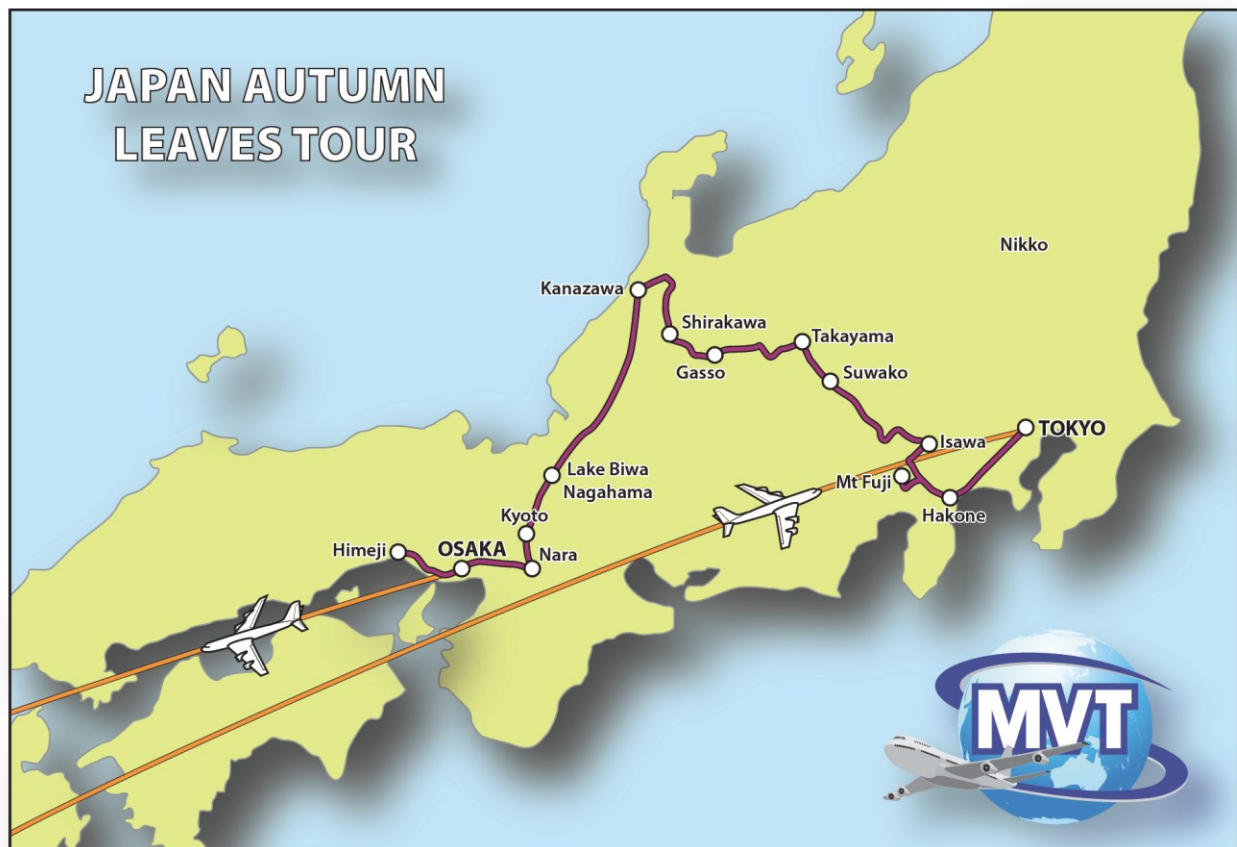 JAPAN AUTUMN
LEAVES TOUR
Nikko
Kanazawa
Shirakawa
Takayama
Gasso
Suwako
TOKYO
Isawa
Mt Fuji
Hakone
Lake Biwa
Nagahama
Kyoto
Himeji
OSAKA
Nara
MVT